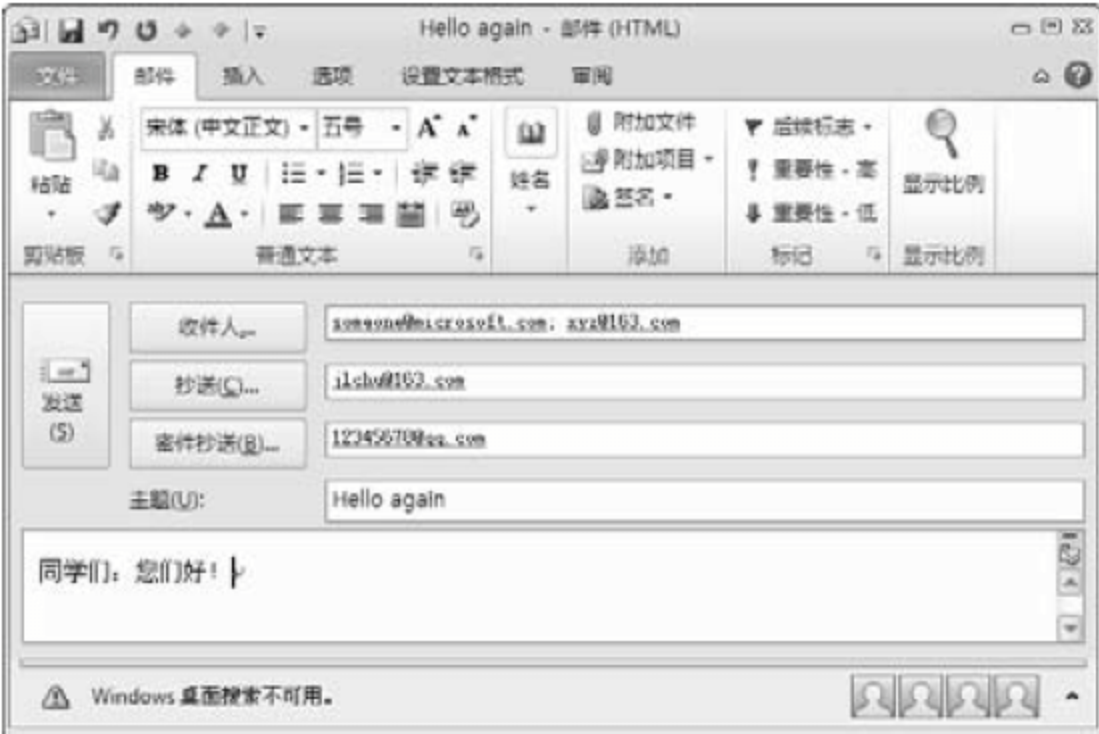 Hello again - 邮件 (HTML)
文件 邮件 插入 选项 设置文本格式 审阅
宋体 (中文正文) 五号 A A
附加文件
后续标志
粘贴
B I U
姓名
附加项目
重要性 - 高
显示比例
A
签名
重要性 - 低
剪贴板 普通文本 添加 标记 显示比例
收件人... someone@microsoft.com; xyz@163.com
抄送(C)... jlchu@163.com
发送
(S)
密件抄送(B)...
主题(U): Hello again
同学们：您们好！
Windows 桌面搜索不可用。